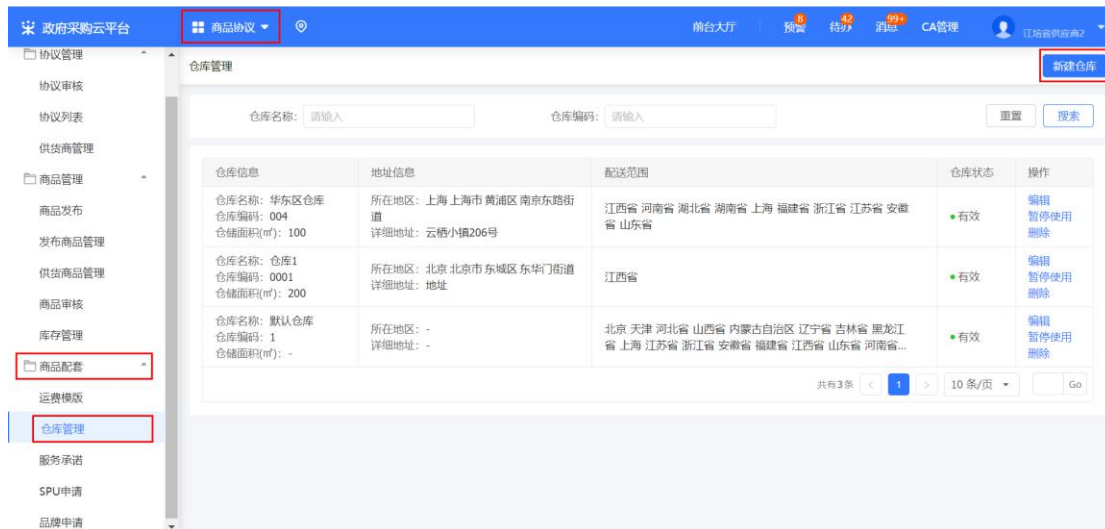 政府采购云平台
商品协议
前台大厅
预警
8
待办
42
消息
99+
CA管理
江培省供应商2
协议管理
协议审核
协议列表
供货商管理
商品管理
商品发布
发布商品管理
供货商品管理
商品审核
库存管理
商品配套
运费模版
仓库管理
服务承诺
SPU申请
品牌申请
仓库管理
新建仓库
仓库名称: 请输入
仓库编码: 请输入
重置
搜索
仓库信息
地址信息
配送范围
仓库状态
操作
仓库名称: 华东区仓库
仓库编码: 004
仓储面积(㎡): 100
所在地区: 上海 上海市 黄浦区 南京东路街
道
详细地址: 云栖小镇206号
江西省 河南省 湖北省 湖南省 上海 福建省 浙江省 江苏省 安徽
省 山东省
有效
编辑
暂停使用
删除
仓库名称: 仓库1
仓库编码: 0001
仓储面积(㎡): 200
所在地区: 北京 北京市 东城区 东华门街道
详细地址: 地址
江西省
有效
编辑
暂停使用
删除
仓库名称: 默认仓库
仓库编码: 1
仓储面积(㎡): -
所在地区: -
详细地址: -
北京 天津 河北省 山西省 内蒙古自治区 辽宁省 吉林省 黑龙江
省 上海 江苏省 浙江省 安徽省 福建省 江西省 山东省 河南省...
有效
编辑
暂停使用
删除
共有3条 < 1 > 10 条/页 Go